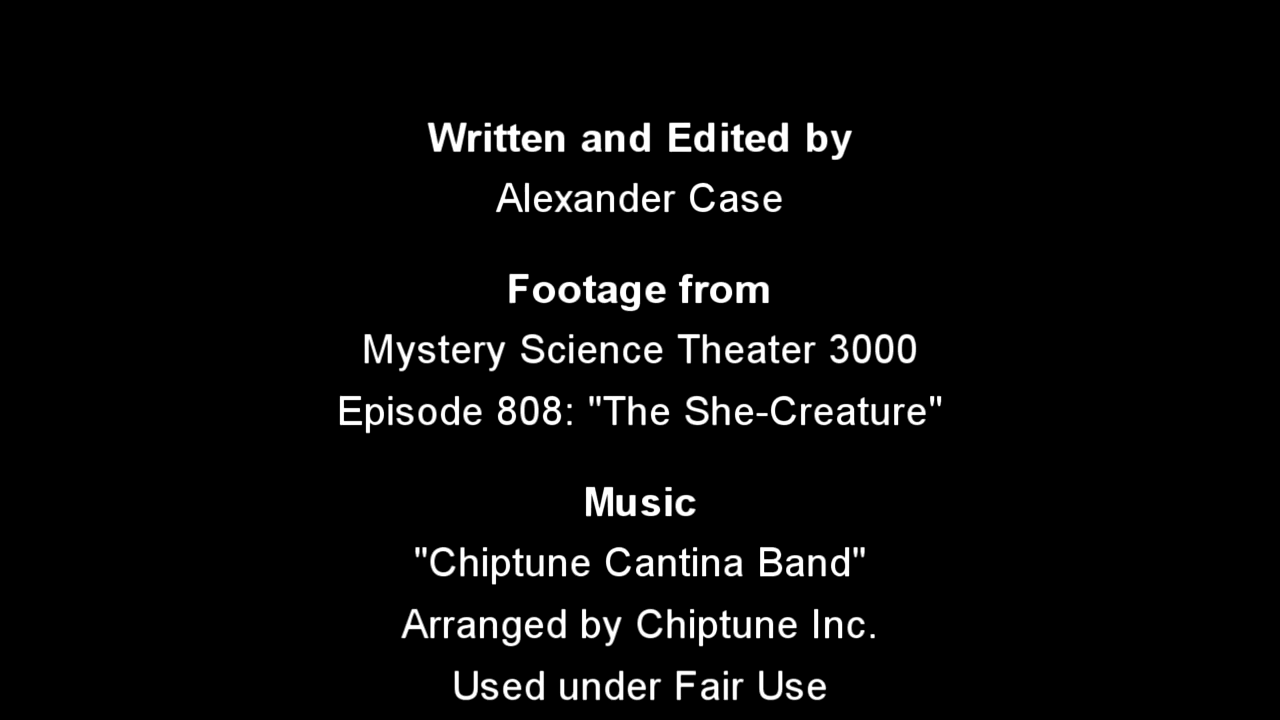 Written and Edited by
Alexander Case
Footage from
Mystery Science Theater 3000
Episode 808: "The She-Creature"
Music
"Chiptune Cantina Band"
Arranged by Chiptune Inc.
Used under Fair Use